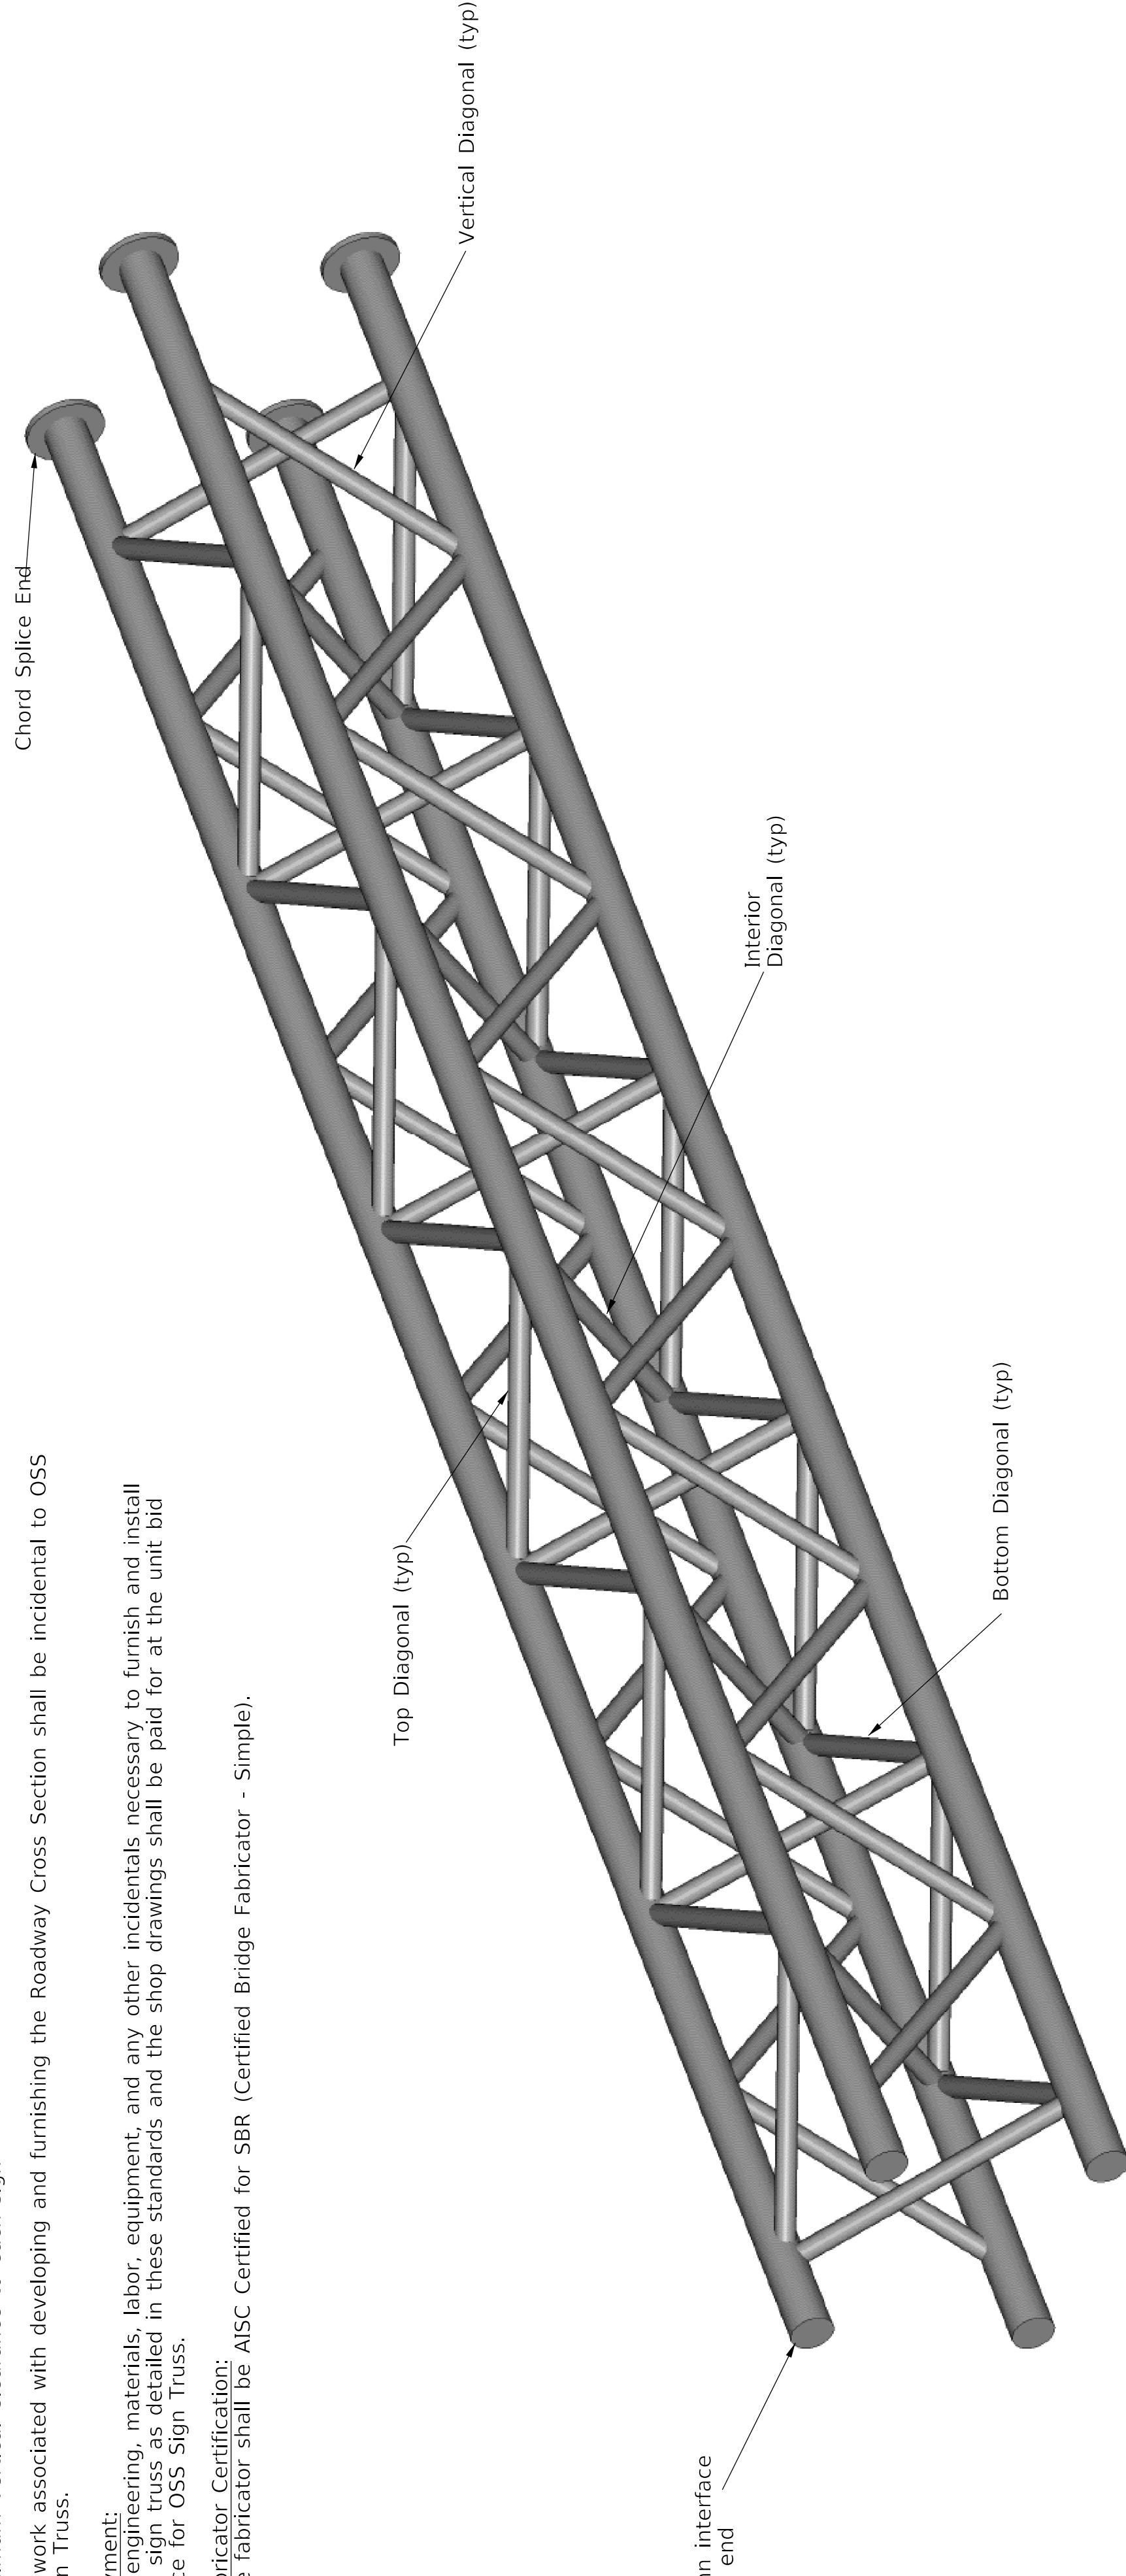 work associated with developing and furnishing the Roadway Cross Section shall be incidental to OSS
Truss.
engineering, materials, labor, equipment, and any other incidentals necessary to furnish and install
sign truss as detailed in these standards and the shop drawings shall be paid for at the unit bid
for OSS Sign Truss.
Certification:
fabricator shall be AISC Certified for SBR (Certified Bridge Fabricator - Simple).
Chord Splice End
Vertical Diagonal (typ)
Top Diagonal (typ)
Interior
Diagonal (typ)
Bottom Diagonal (typ)
interface
end